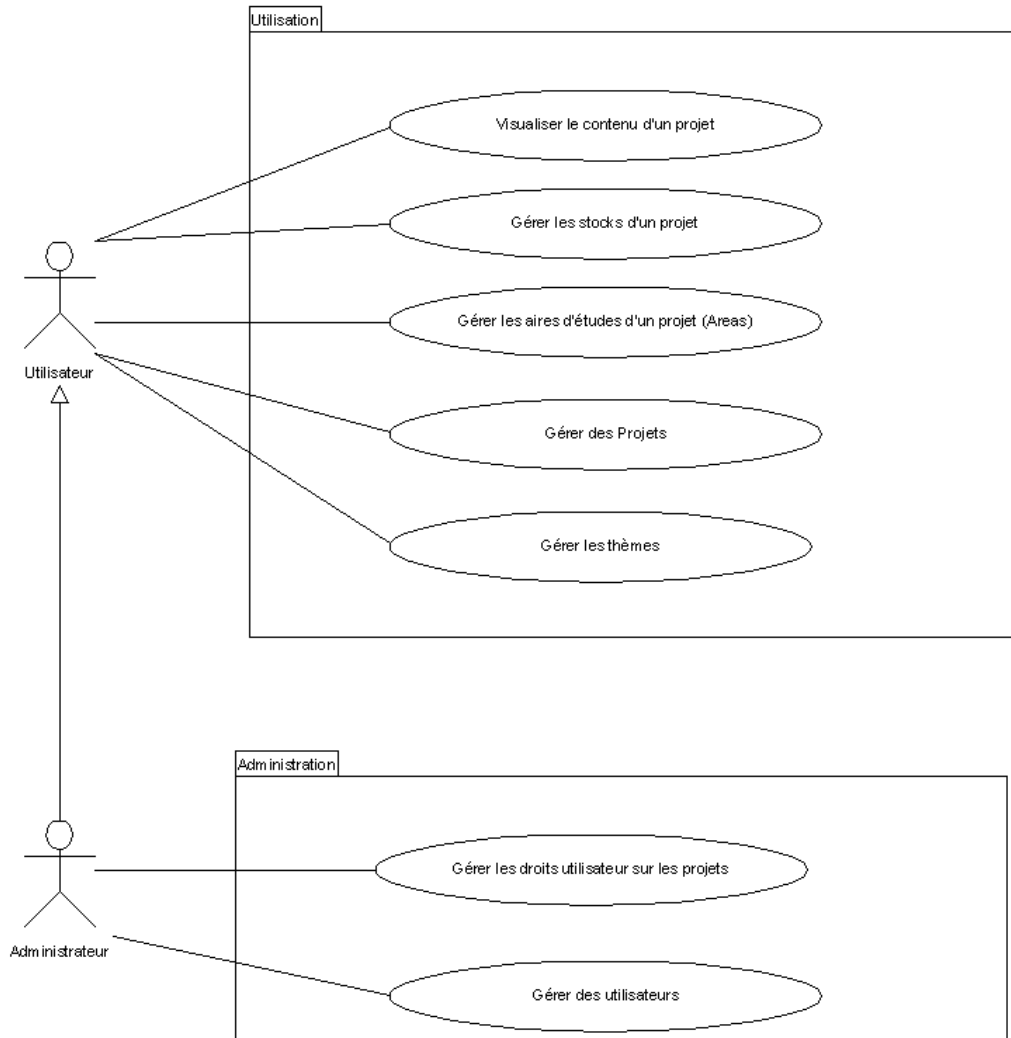 Utilisation
Visualiser le contenu d'un projet
Gérer les stocks d'un projet
Gérer les aires d'études d'un projet (Areas)
Utilisateur
Gérer des Projets
Gérer les thèmes
Administration
Gérer les droits utilisateur sur les projets
Administrateur
Gérer des utilisateurs